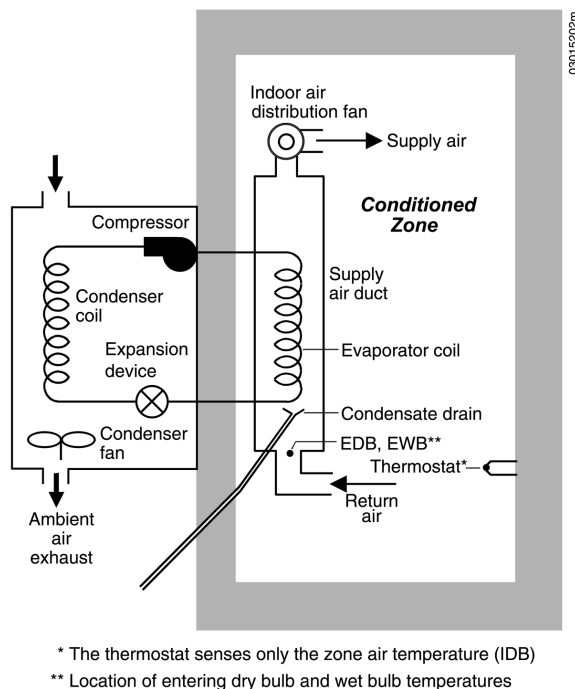 03015202m
Indoor air
distribution fan
Supply air
Conditioned
Zone
Compressor
Condenser
coil
Supply
air duct
Expansion
device
Evaporator coil
Condensate drain
Condenser
fan
EDB, EWB**
Thermostat*
Return
air
Ambient
air
exhaust
* The thermostat senses only the zone air temperature (IDB)
** Location of entering dry bulb and wet bulb temperatures